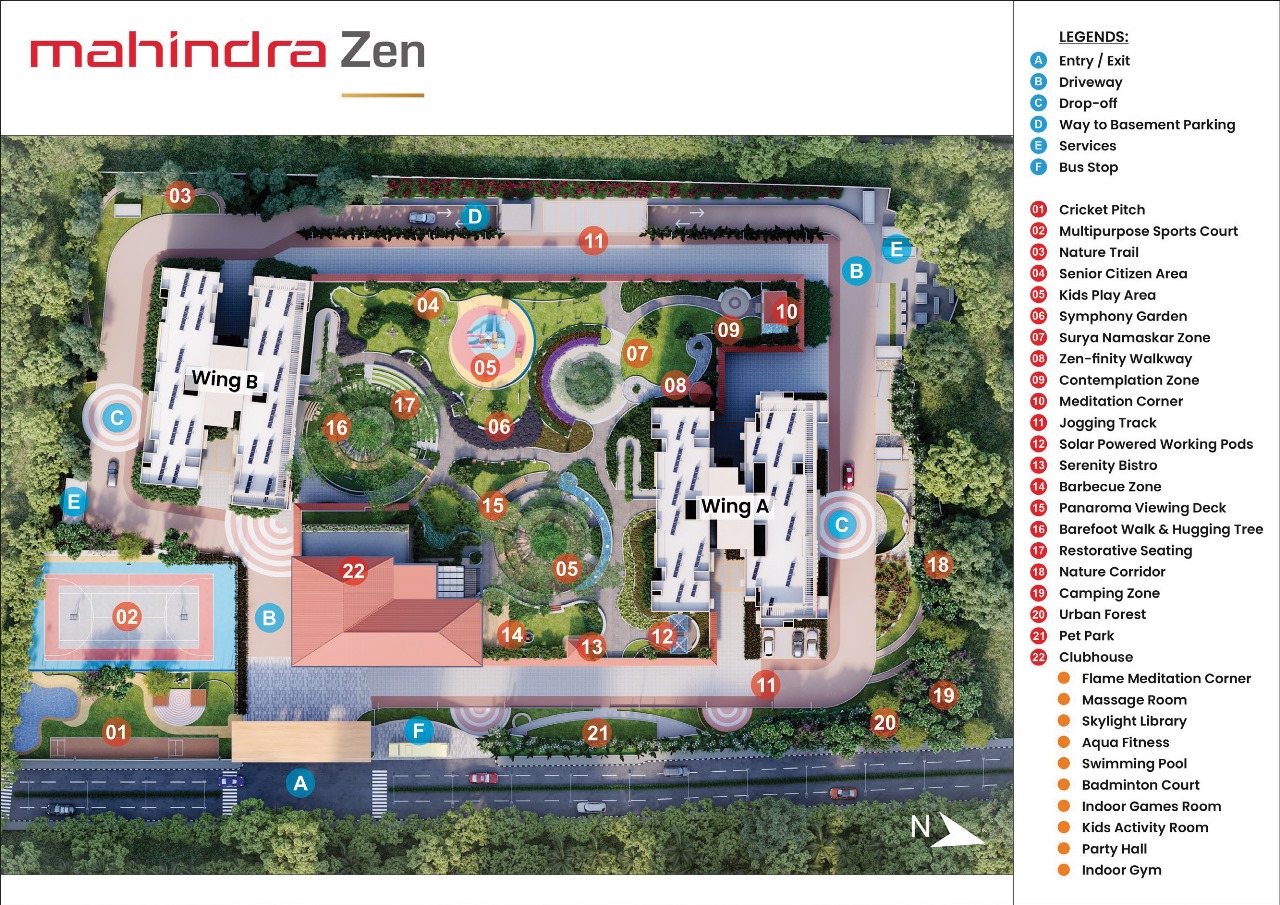 mahindra Zen
LEGENDS:
A Entry / Exit
B Driveway
C Drop-off
D Way to Basement Parking
E Services
F Bus Stop
01 Cricket Pitch
02 Multipurpose Sports Court
03 Nature Trail
04 Senior Citizen Area
05 Kids Play Area
06 Symphony Garden
07 Surya Namaskar Zone
08 Zen-finity Walkway
09 Contemplation Zone
10 Meditation Corner
11 Jogging Track
12 Solar Powered Working Pods
13 Serenity Bistro
14 Barbecue Zone
15 Panaroma Viewing Deck
16 Barefoot Walk & Hugging Tree
17 Restorative Seating
18 Nature Corridor
19 Camping Zone
20 Urban Forest
21 Pet Park
22 Clubhouse
Flame Meditation Corner
Massage Room
Skylight Library
Aqua Fitness
Swimming Pool
Badminton Court
Indoor Games Room
Kids Activity Room
Party Hall
Indoor Gym
03
D
11
E
B
04
10
09
07
05
08
Wing B
17
C
16
06
E
15
Wing A
C
22
05
18
02
B
14
12
13
11
19
01
F
21
20
A
N